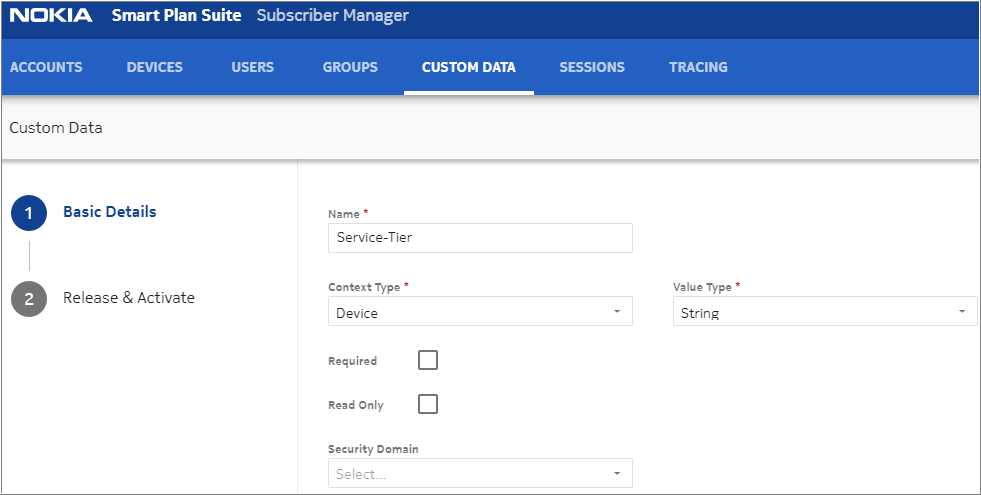 NOKIA Smart Plan Suite Subscriber Manager
ACCOUNTS DEVICES USERS GROUPS CUSTOM DATA SESSIONS TRACING
Custom Data
1 Basic Details
2 Release & Activate
Name *
Service-Tier
Context Type * Value Type *
Device String
Required
Read Only
Security Domain
Select...